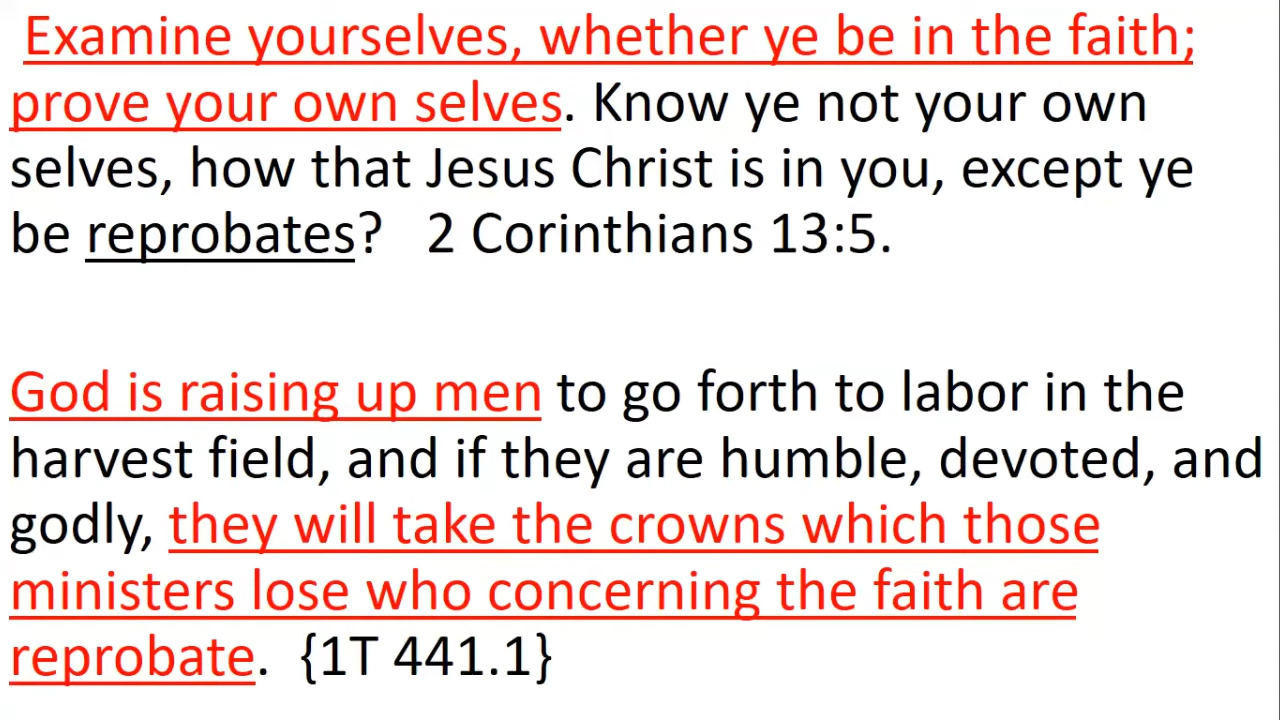 Examine yourselves, whether ye be in the faith;
prove your own selves. Know ye not your own
selves, how that Jesus Christ is in you, except ye
be reprobates? 2 Corinthians 13:5.
God is raising up men to go forth to labor in the
harvest field, and if they are humble, devoted, and
godly, they will take the crowns which those
ministers lose who concerning the faith are
reprobate. {1T 441.1}